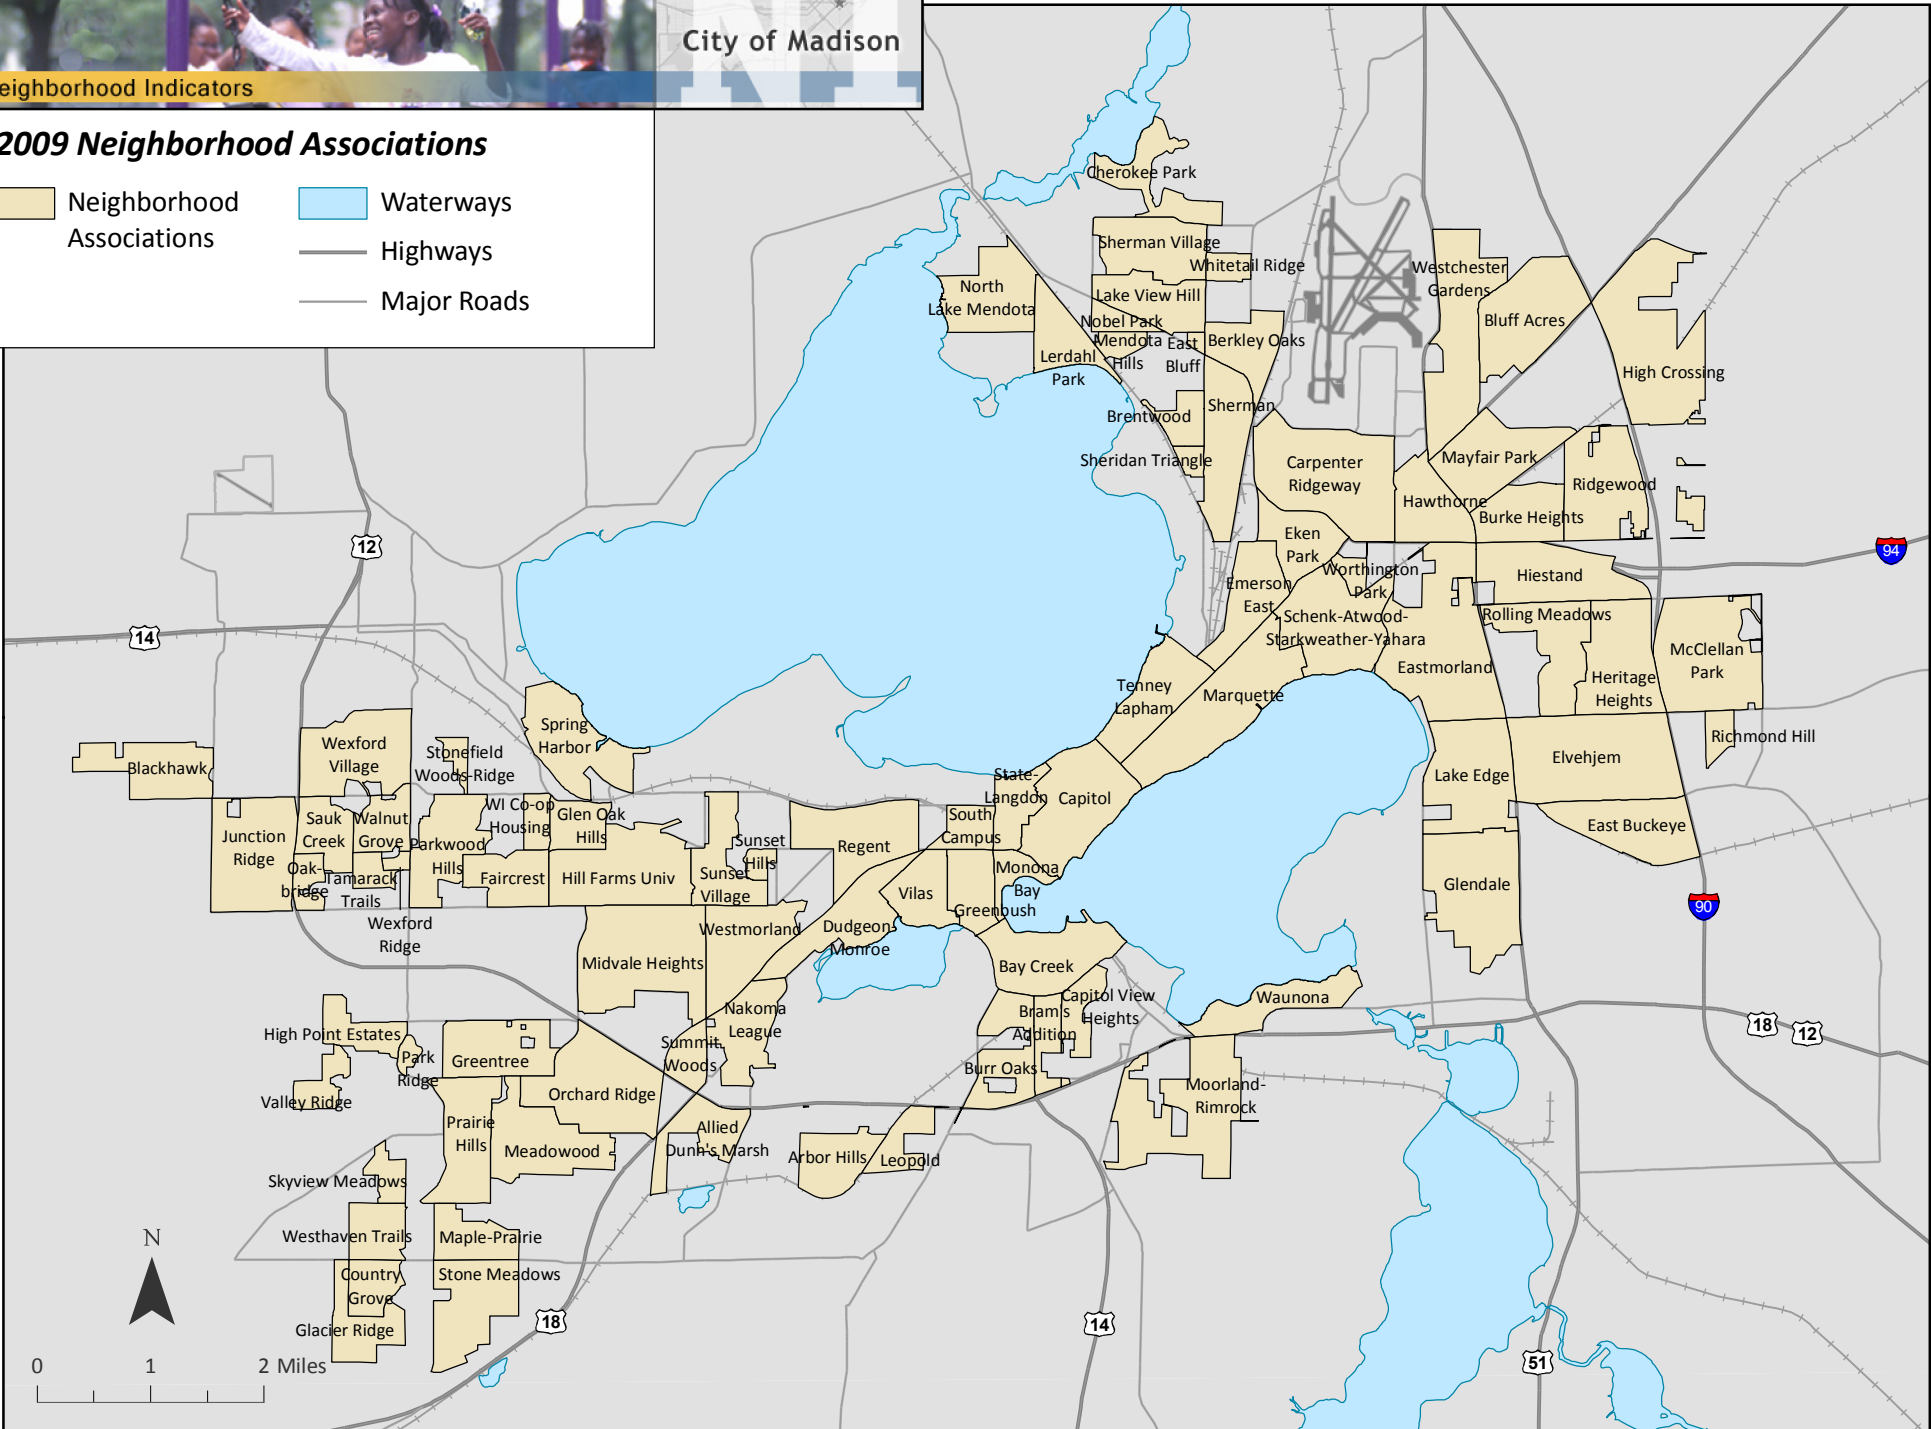 City of Madison
eighborhood Indicators
2009 Neighborhood Associations
Neighborhood
Associations
Waterways
Highways
Major Roads
Cherokee Park
Sherman Village
Whitetail Ridge
North
Lake Mendota
Lake View Hill
Nobel Park
Mendota
Hills
East
Bluff
Berkley Oaks
Lerdahl
Park
Brentwood
Sherman
Sheridan Triangle
Westchester
Gardens
Bluff Acres
High Crossing
Carpenter
Ridgeway
Mayfair Park
Hawthorne
Ridgewood
Burke Heights
Eken
Park
Worthington
Park
Emerson
East
Schenk-Atwood-
Starkweather-Yahara
Hiestand
Rolling Meadows
Eastmorland
Heritage
Heights
McClellan
Park
Richmond Hill
Tenney
Lapham
Marquette
Elvehjem
Lake Edge
East Buckeye
Glendale
12
14
94
90
Spring
Harbor
Wexford
Village
Stonefield
Woods-Ridge
Blackhawk
State-
Langdon
Capitol
South
Campus
WI Co-op
Housing
Glen Oak
Hills
Sauk
Creek
Walnut
Grove
Junction
Ridge
Parkwood
Hills
Sunset
Hills
Regent
Oak-
bridge
Tamarack
Trails
Faircrest
Hill Farms Univ
Sunset
Village
Vilas
Monona
Bay
Greenbush
Wexford
Ridge
Westmorland
Dudgeon-
Monroe
Midvale Heights
Bay Creek
Nakoma
League
Capitol View
Heights
Bram's
Addition
Waunona
High Point Estates
Park
Ridge
Greentree
Summit
Woods
Burr Oaks
Valley Ridge
Orchard Ridge
Moorland-
Rimrock
18
12
Prairie
Hills
Meadowood
Allied
Dunn's Marsh
Arbor Hills
Leopold
Skyview Meadows
Westhaven Trails
Maple-Prairie
Country
Grove
Stone Meadows
Glacier Ridge
N
0 1 2 Miles
18
14
51